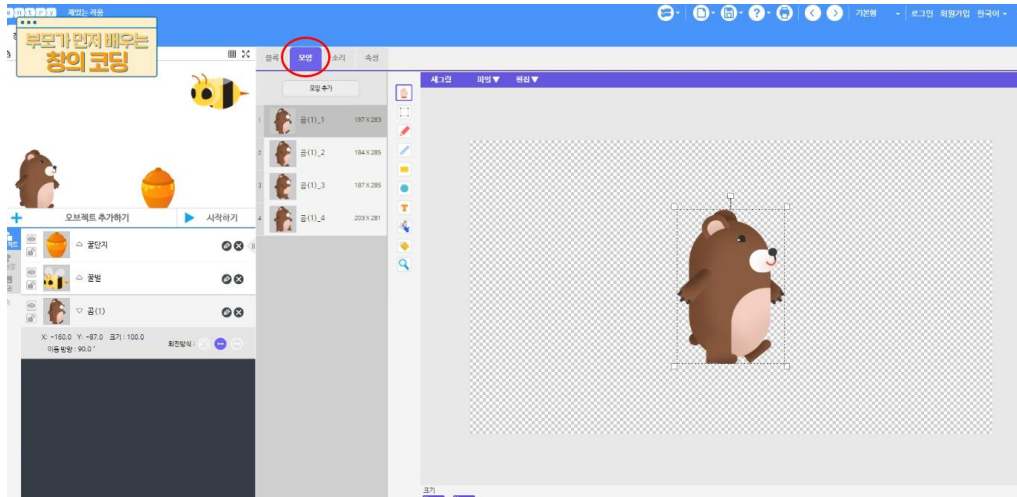 entry 재밌는 작품
기본형 로그인 회원가입 한국어
부모가 먼저 배우는
창의 코딩
블록 모양 소리 속성
모양 추가
새그림 파일▼ 편집▼
1 곰(1)_1 197 X 283
2 곰(1)_2 184 X 285
3 곰(1)_3 187 X 285
4 곰(1)_4 203 X 281
T
오브젝트 추가하기 시작하기
꿀단지
꿀벌
곰(1)
X: -160.0 Y: -87.0 크기 : 100.0
이동 방향 : 90.0˚
회전방식 :
크기